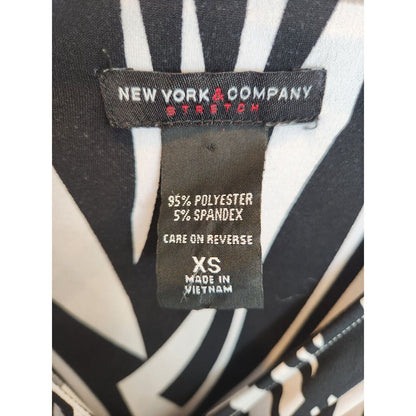 NEW YORK & COMPANY
STRETCH
95% POLYESTER
5% SPANDEX
CARE ON REVERSE
XS
MADE IN
VIETNAM